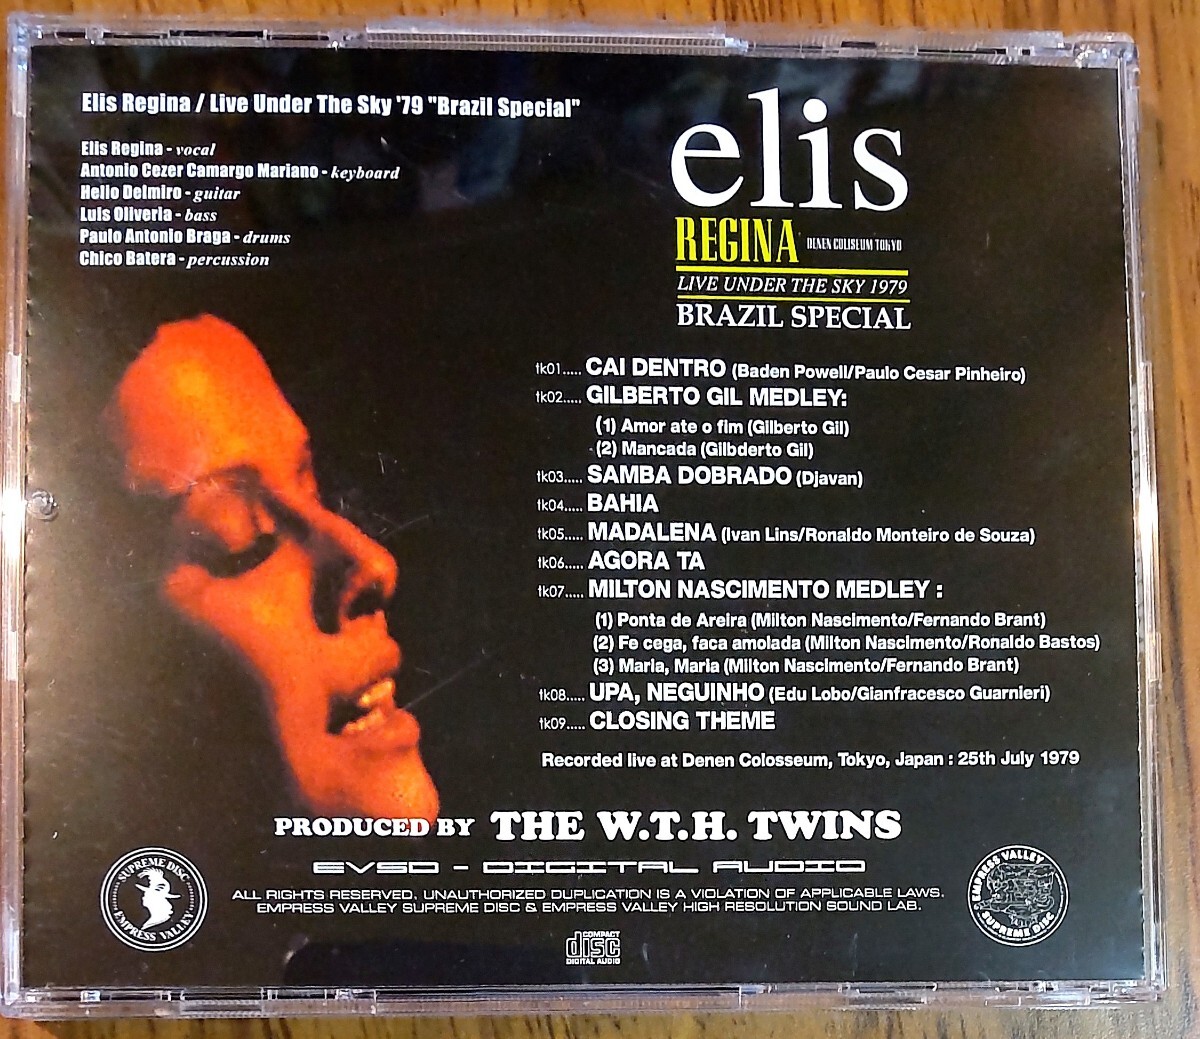 Elis Regina / Live Under The Sky '79 "Brazil Special"
Elis Regina - vocal
Antonio Cezer Camargo Mariano - keyboard
Helio Delmiro - guitar
Luis Oliveria - bass
Paulo Antonio Braga - drums
Chico Batera - percussion
elis
REGINA DENEN COLISEUM TOKYO
LIVE UNDER THE SKY 1979
BRAZIL SPECIAL
tk01..... CAI DENTRO (Baden Powell/Paulo Cesar Pinheiro)
tk02..... GILBERTO GIL MEDLEY:
(1) Amor ate o fim (Gilberto Gil)
(2) Mancada (Gilbderto Gil)
tk03..... SAMBA DOBRADO (Djavan)
tk04..... BAHIA
tk05..... MADALENA (Ivan Lins/Ronaldo Monteiro de Souza)
tk06..... AGORA TA
tk07..... MILTON NASCIMENTO MEDLEY :
(1) Ponta de Areira (Milton Nascimento/Fernando Brant)
(2) Fe cega, faca amolada (Milton Nascimento/Ronaldo Bastos)
(3) Maria, Maria (Milton Nascimento/Fernando Brant)
tk08..... UPA, NEGUINHO (Edu Lobo/Gianfracesco Guarnieri)
tk09..... CLOSING THEME
Recorded live at Denen Colosseum, Tokyo, Japan : 25th July 1979
PRODUCED BY THE W.T.H. TWINS
EVSD - DIGITAL AUDIO
ALL RIGHTS RESERVED. UNAUTHORIZED DUPLICATION IS A VIOLATION OF APPLICABLE LAWS.
EMPRESS VALLEY SUPREME DISC & EMPRESS VALLEY HIGH RESOLUTION SOUND LAB.
SUPREME DISC
EMPRESS VALLEY
EMPRESS VALLEY
SUPREME DISC
COMPACT
disc
DIGITAL AUDIO